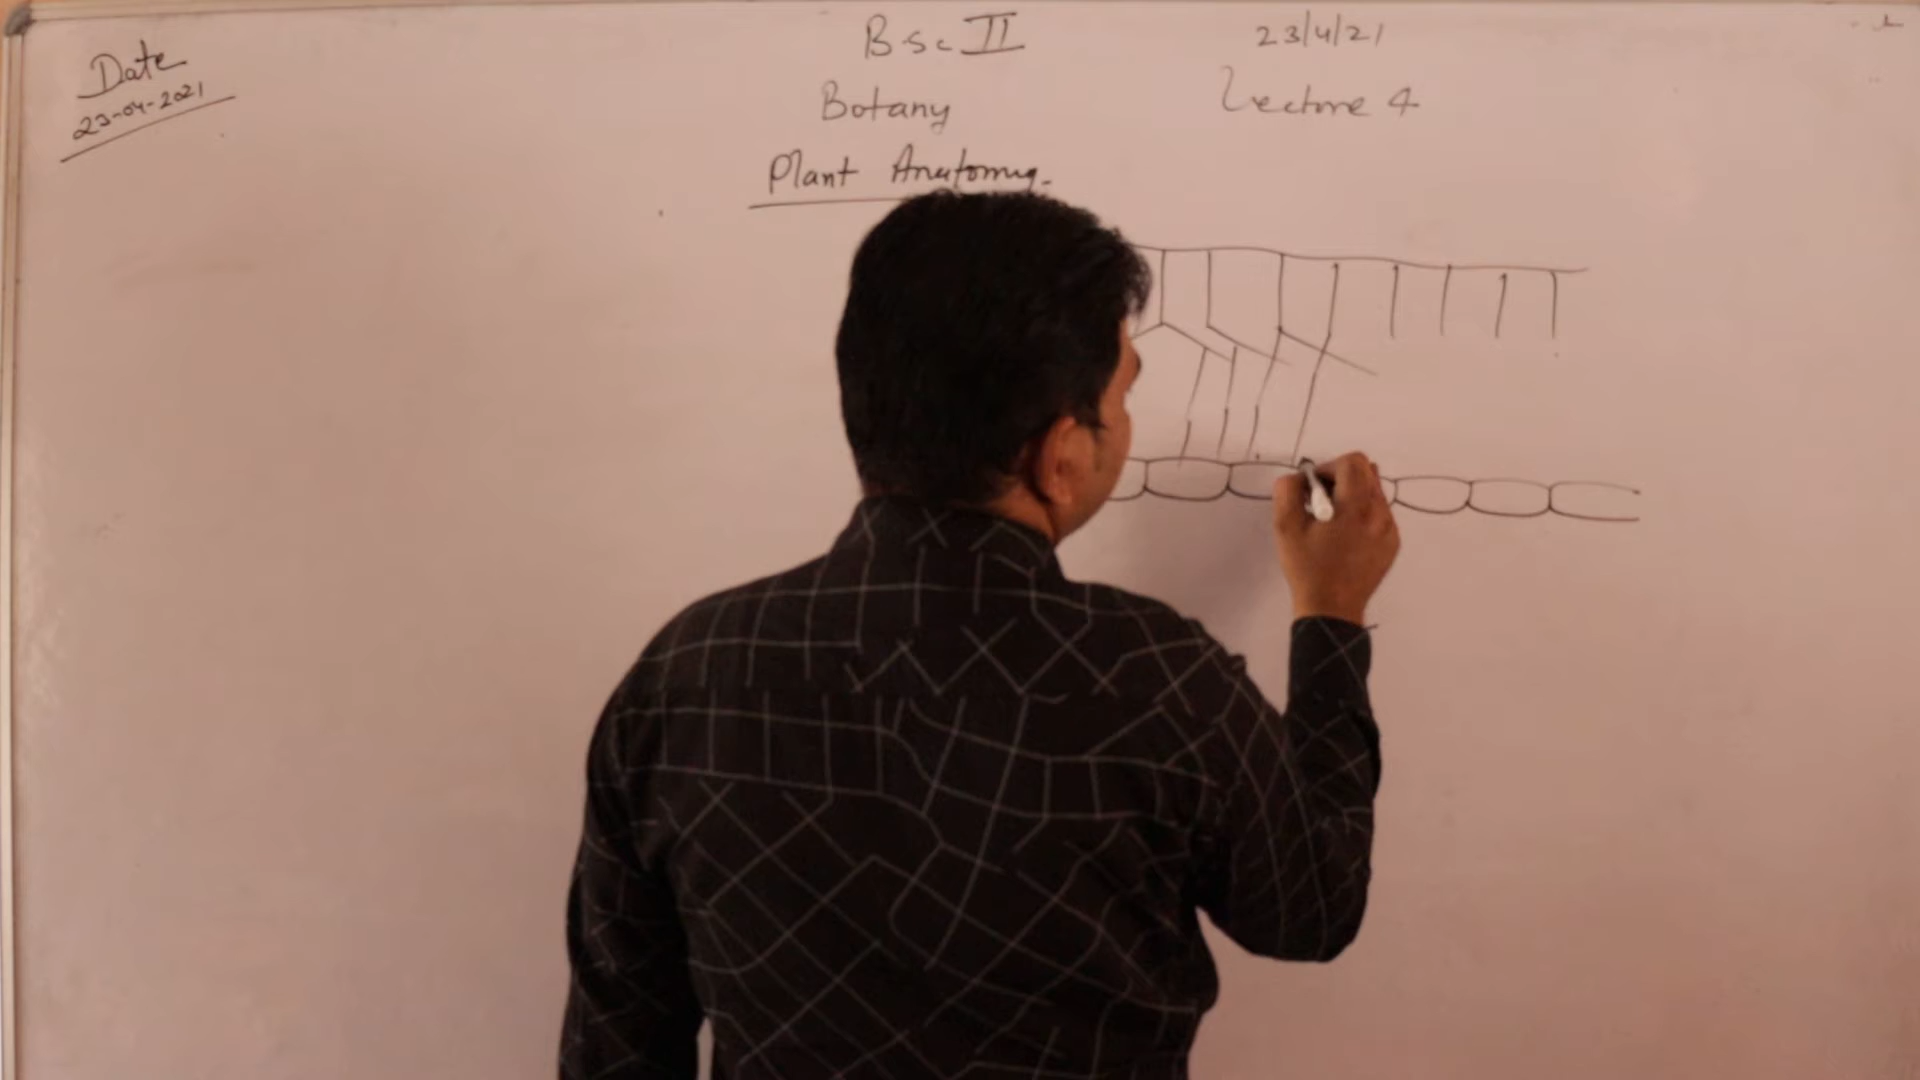 Date
23-04-2021
B.Sc II
23/4/21
Botany
Lecture 4
Plant Anatomy